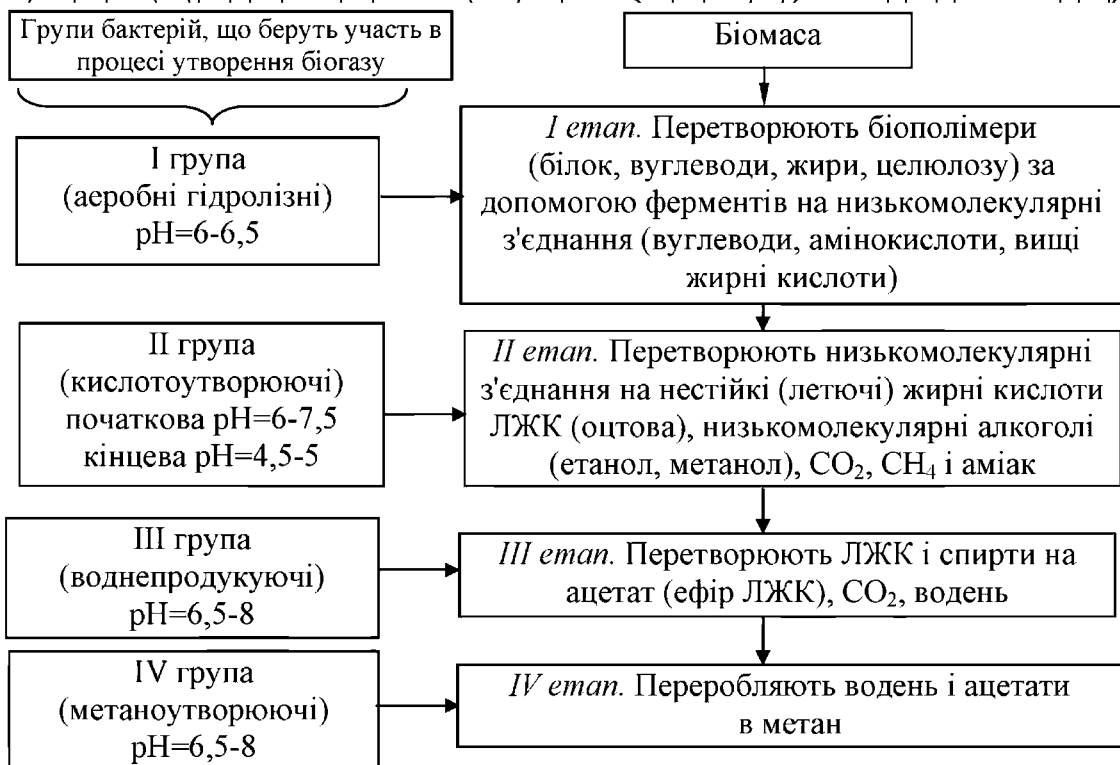 Групи бактерій, що беруть участь в
процесі утворення біогазу
Біомаса
I група
(аеробні гідролізні)
pH=6-6,5
I етап. Перетворюють біополімери
(білок, вуглеводи, жири, целюлозу) за
допомогою ферментів на низькомолекулярні
з'єднання (вуглеводи, амінокислоти, вищі
жирні кислоти)
II група
(кислотоутворюючі)
початкова pH=6-7,5
кінцева pH=4,5-5
II етап. Перетворюють низькомолекулярні
з'єднання на нестійкі (летючі) жирні кислоти
ЛЖК (оцтова), низькомолекулярні алкоголі
(етанол, метанол), CO₂, CH₄ і аміак
III група
(воднепродукуючі)
pH=6,5-8
III етап. Перетворюють ЛЖК і спирти на
ацетат (ефір ЛЖК), CO₂, водень
IV група
(метаноутворюючі)
pH=6,5-8
IV етап. Переробляють водень і ацетати
в метан